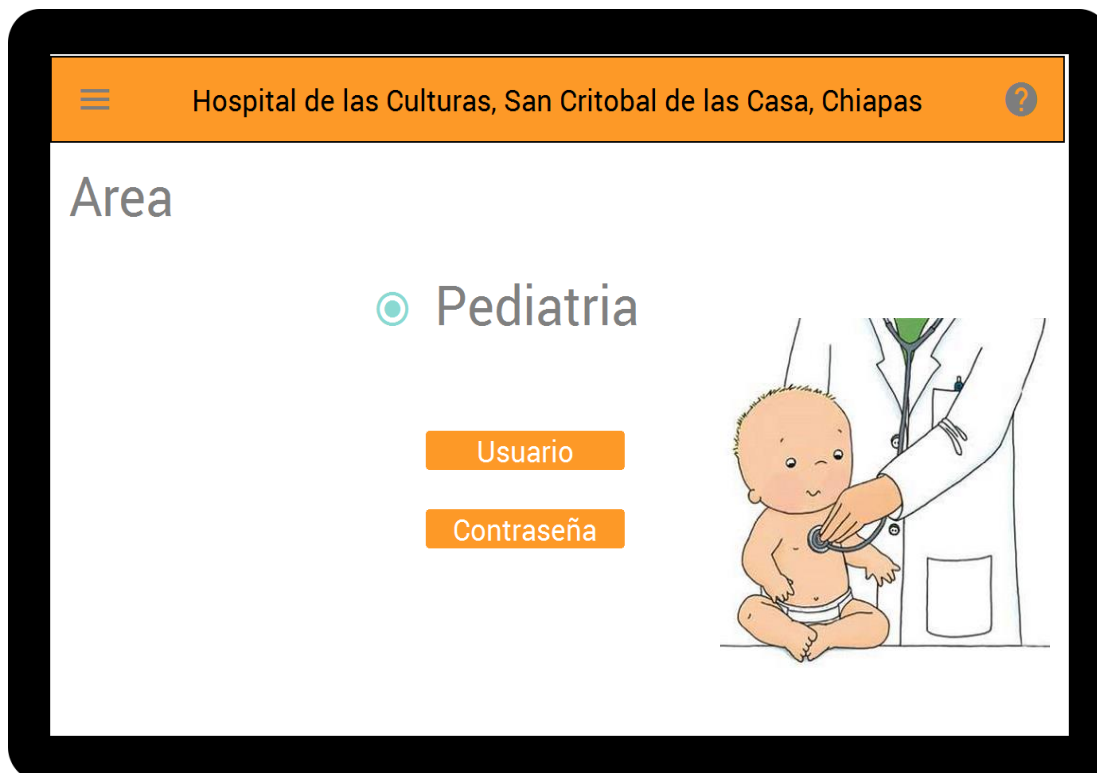 Hospital de las Culturas, San Critobal de las Casa, Chiapas
Area
Pediatria
Usuario
Contraseña